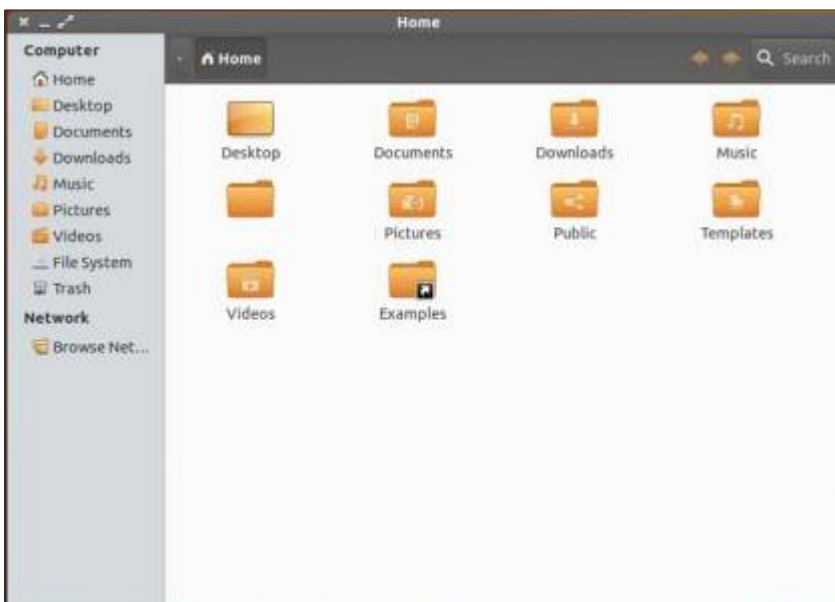 Home
Computer
Home
Desktop
Documents
Downloads
Music
Pictures
Videos
File System
Trash
Network
Browse Net...
Home
Search
Desktop
Documents
Downloads
Music
Pictures
Public
Templates
Videos
Examples